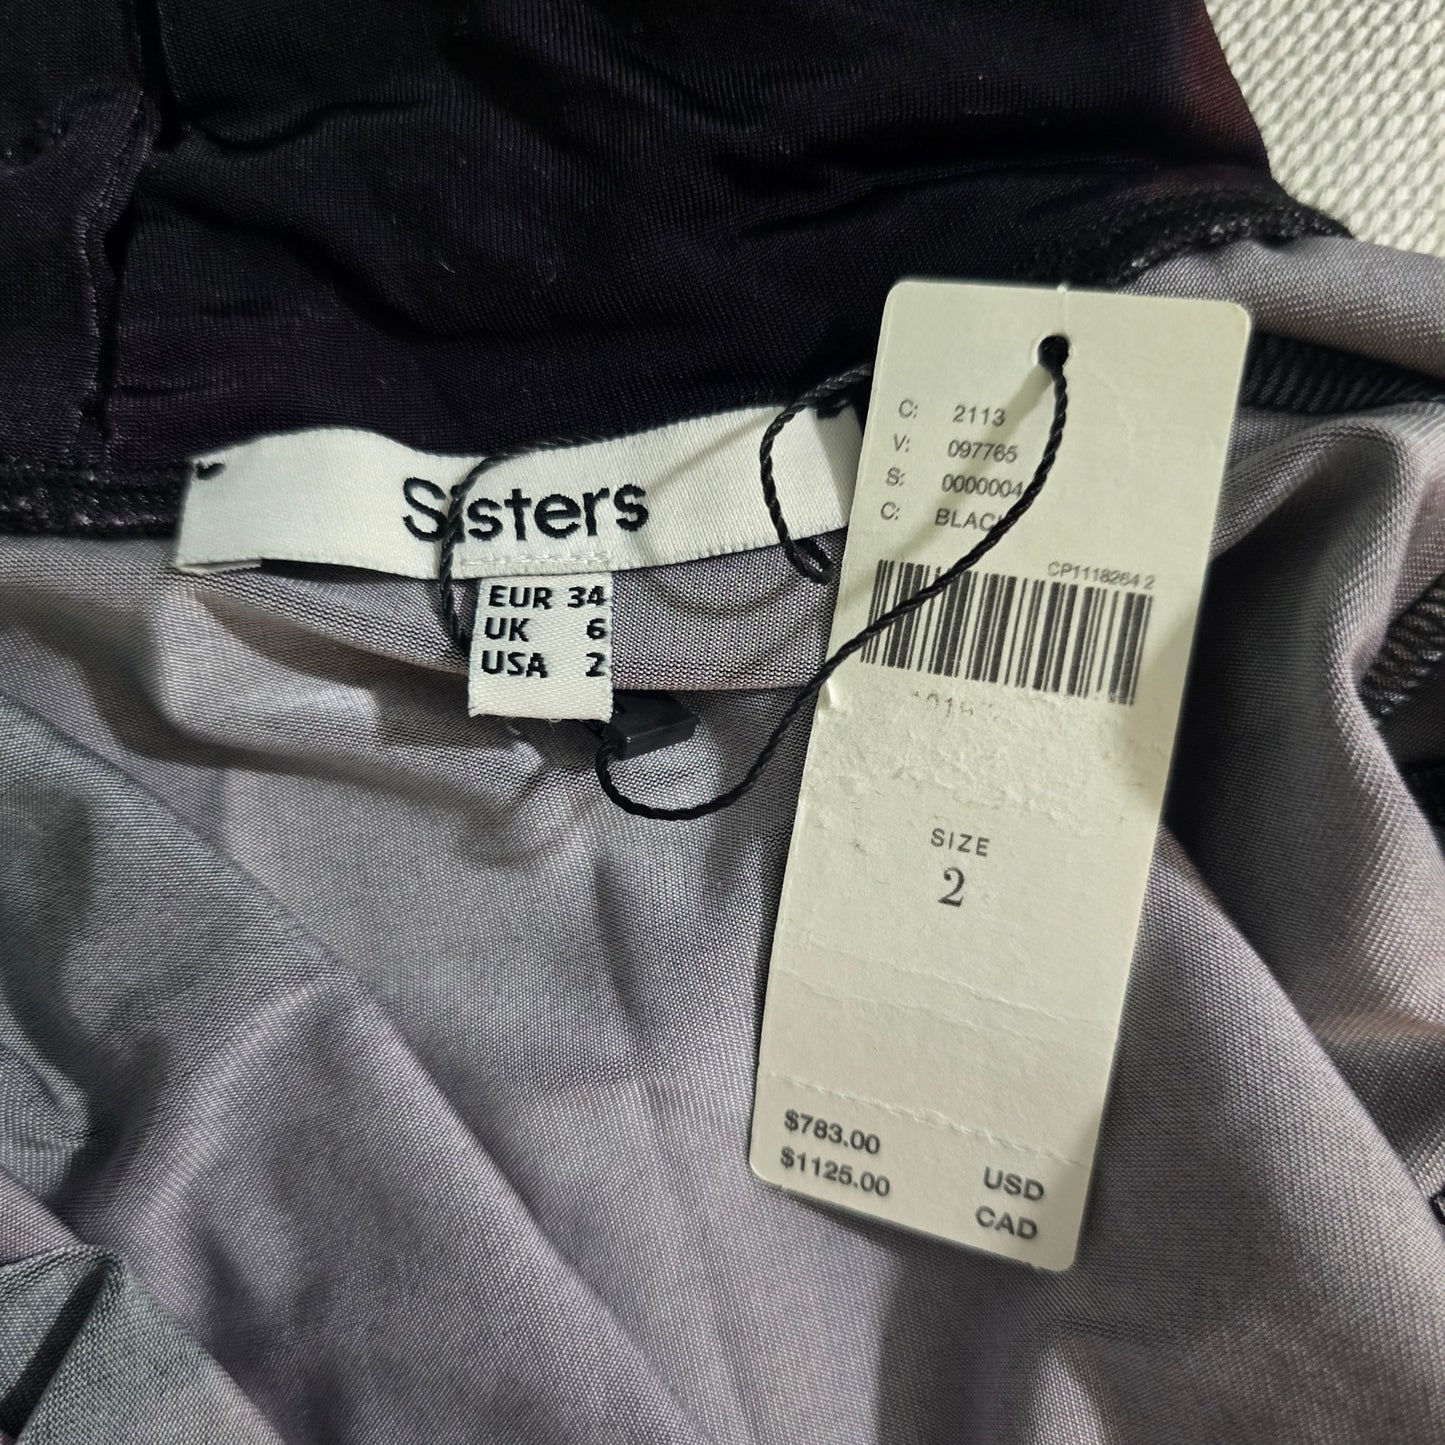 Sisters
EUR 34
UK 6
USA 2
C: 2113
V: 097765
S: 0000004
C:
CP1118264 2
SIZE
2
$783.00 USD
$1125.00 CAD